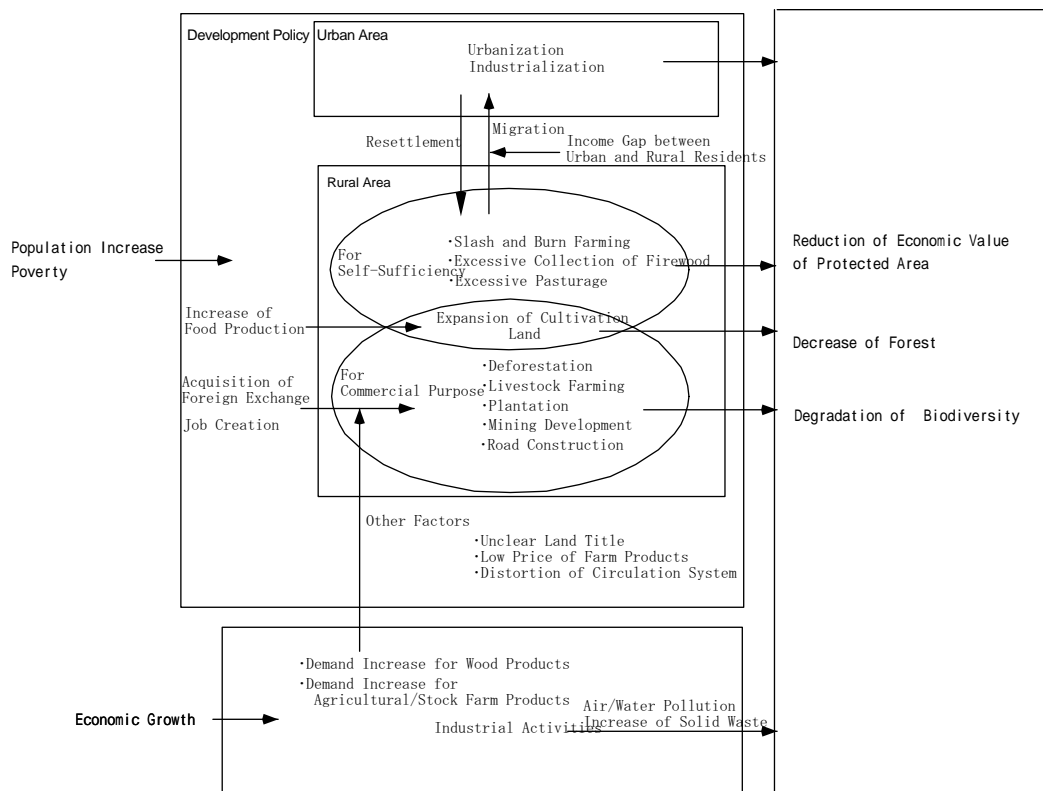 Development Policy
Urban Area
Urbanization
Industrialization
Resettlement
Migration
Income Gap between
Urban and Rural Residents
Rural Area
Population Increase
Poverty
For
Self-Sufficiency
・Slash and Burn Farming
・Excessive Collection of Firewood
・Excessive Pasturage
Reduction of Economic Value
of Protected Area
Increase of
Food Production
Expansion of Cultivation
Land
Decrease of Forest
Acquisition of
Foreign Exchange
Job Creation
For
Commercial Purpose
・Deforestation
・Livestock Farming
・Plantation
・Mining Development
・Road Construction
Degradation of Biodiversity
Other Factors
・Unclear Land Title
・Low Price of Farm Products
・Distortion of Circulation System
・Demand Increase for Wood Products
・Demand Increase for
Agricultural/Stock Farm Products
Economic Growth
Industrial Activities
Air/Water Pollution
Increase of Solid Waste